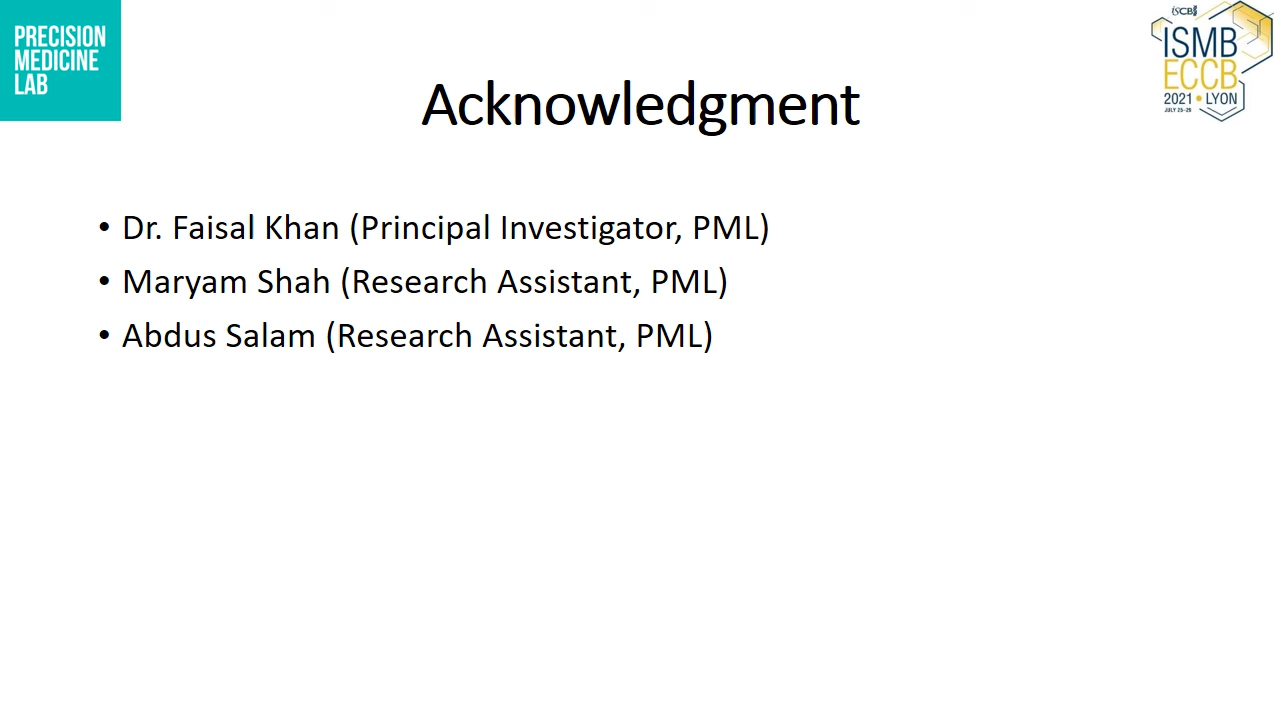 PRECISION
MEDICINE
LAB
iSCB
ISMB
ECCB
2021 • LYON
JULY 25-29
Acknowledgment
• Dr. Faisal Khan (Principal Investigator, PML)
• Maryam Shah (Research Assistant, PML)
• Abdus Salam (Research Assistant, PML)